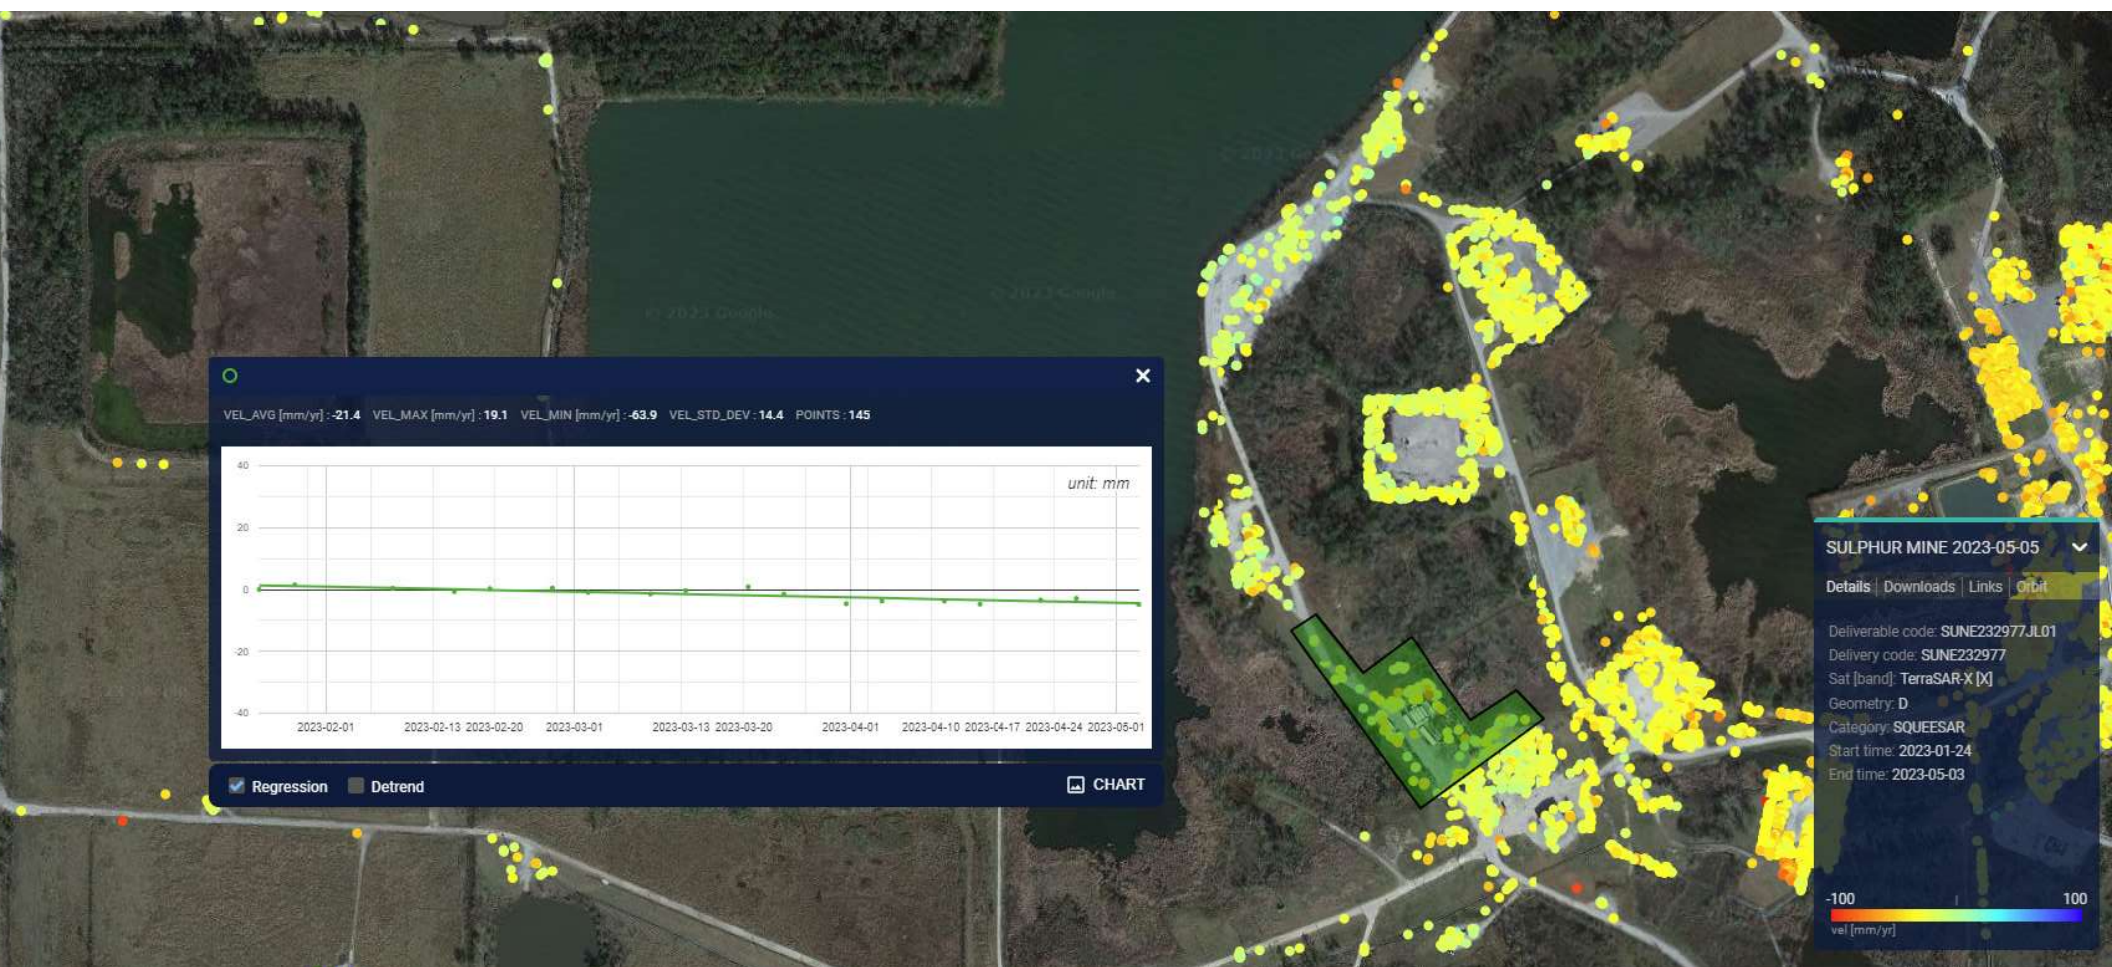 © 2023 Google
© 2023 Google
VEL_AVG [mm/yr] : -21.4 VEL_MAX [mm/yr] : 19.1 VEL_MIN [mm/yr] : -63.9 VEL_STD_DEV : 14.4 POINTS : 145
unit: mm
40
20
0
-20
-40
2023-02-01 2023-02-13 2023-02-20 2023-03-01 2023-03-13 2023-03-20 2023-04-01 2023-04-10 2023-04-17 2023-04-24 2023-05-01
Regression Detrend CHART
SULPHUR MINE 2023-05-05
Details Downloads Links Orbit
Deliverable code: SUNE232977JL01
Delivery code: SUNE232977
Sat [band]: TerraSAR-X [X]
Geometry: D
Category: SQUEESAR
Start time: 2023-01-24
End time: 2023-05-03
-100 100
vel [mm/yr]